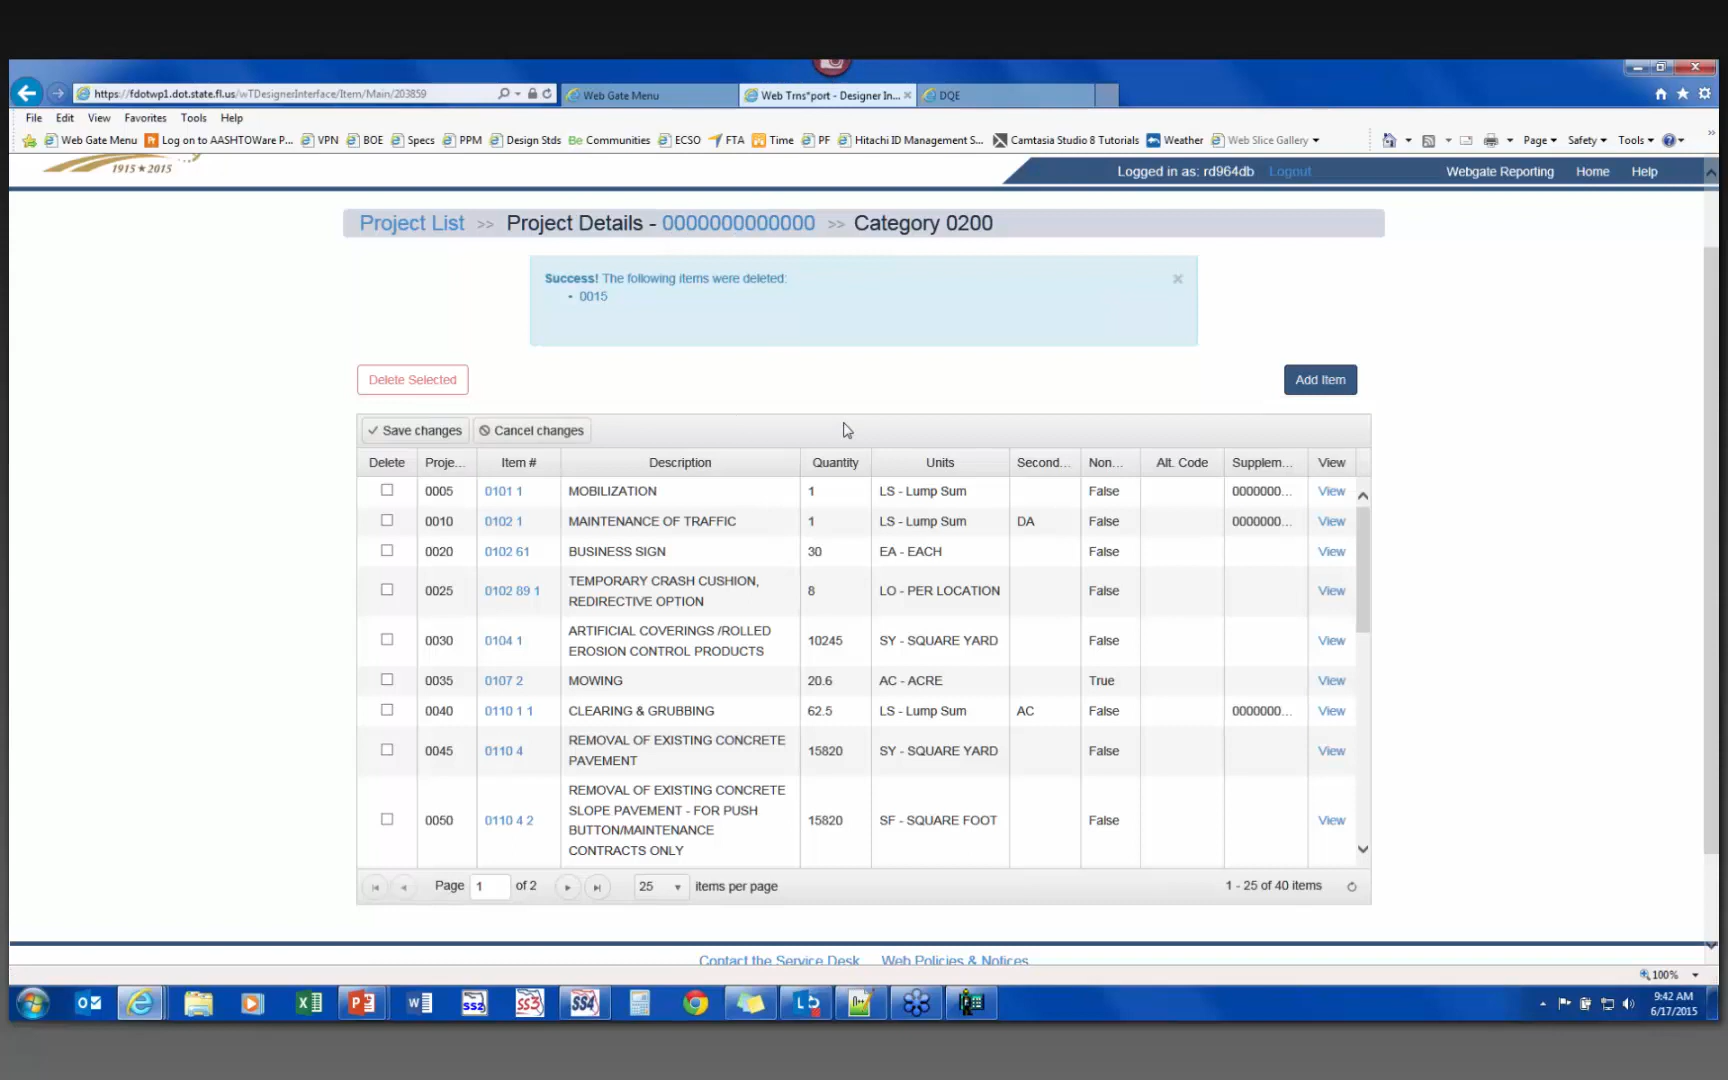 https://fdotwp1.dot.state.fl.us/wTDesignerInterface/Item/Main/203859
Web Gate Menu
Web Trns*port - Designer In...
DQE
File Edit View Favorites Tools Help
Web Gate Menu Log on to AASHTOWare P... VPN BOE Specs PPM Design Stds Be Communities ECSO FTA Time PF Hitachi ID Management S... Camtasia Studio 8 Tutorials Weather Web Slice Gallery Page Safety Tools
1915★2015
Logged in as: rd964db Logout Webgate Reporting Home Help
Project List >> Project Details - 0000000000000 >> Category 0200
Success! The following items were deleted:
• 0015
Delete Selected Add Item
Save changes Cancel changes
Delete Proje... Item # Description Quantity Units Second... Non... Alt. Code Supplem... View
0005 0101 1 MOBILIZATION 1 LS - Lump Sum False 0000000... View
0010 0102 1 MAINTENANCE OF TRAFFIC 1 LS - Lump Sum DA False 0000000... View
0020 0102 61 BUSINESS SIGN 30 EA - EACH False View
TEMPORARY CRASH CUSHION,
0025 0102 89 1 REDIRECTIVE OPTION 8 LO - PER LOCATION False View
ARTIFICIAL COVERINGS /ROLLED
0030 0104 1 EROSION CONTROL PRODUCTS 10245 SY - SQUARE YARD False View
0035 0107 2 MOWING 20.6 AC - ACRE True View
0040 0110 1 1 CLEARING & GRUBBING 62.5 LS - Lump Sum AC False 0000000... View
REMOVAL OF EXISTING CONCRETE
0045 0110 4 PAVEMENT 15820 SY - SQUARE YARD False View
REMOVAL OF EXISTING CONCRETE
SLOPE PAVEMENT - FOR PUSH
0050 0110 4 2 BUTTON/MAINTENANCE 15820 SF - SQUARE FOOT False View
CONTRACTS ONLY
Page 1 of 2 25 items per page 1 - 25 of 40 items
Contact the Service Desk Web Policies & Notices
100%
SS2 SS3 SS4
9:42 AM
6/17/2015